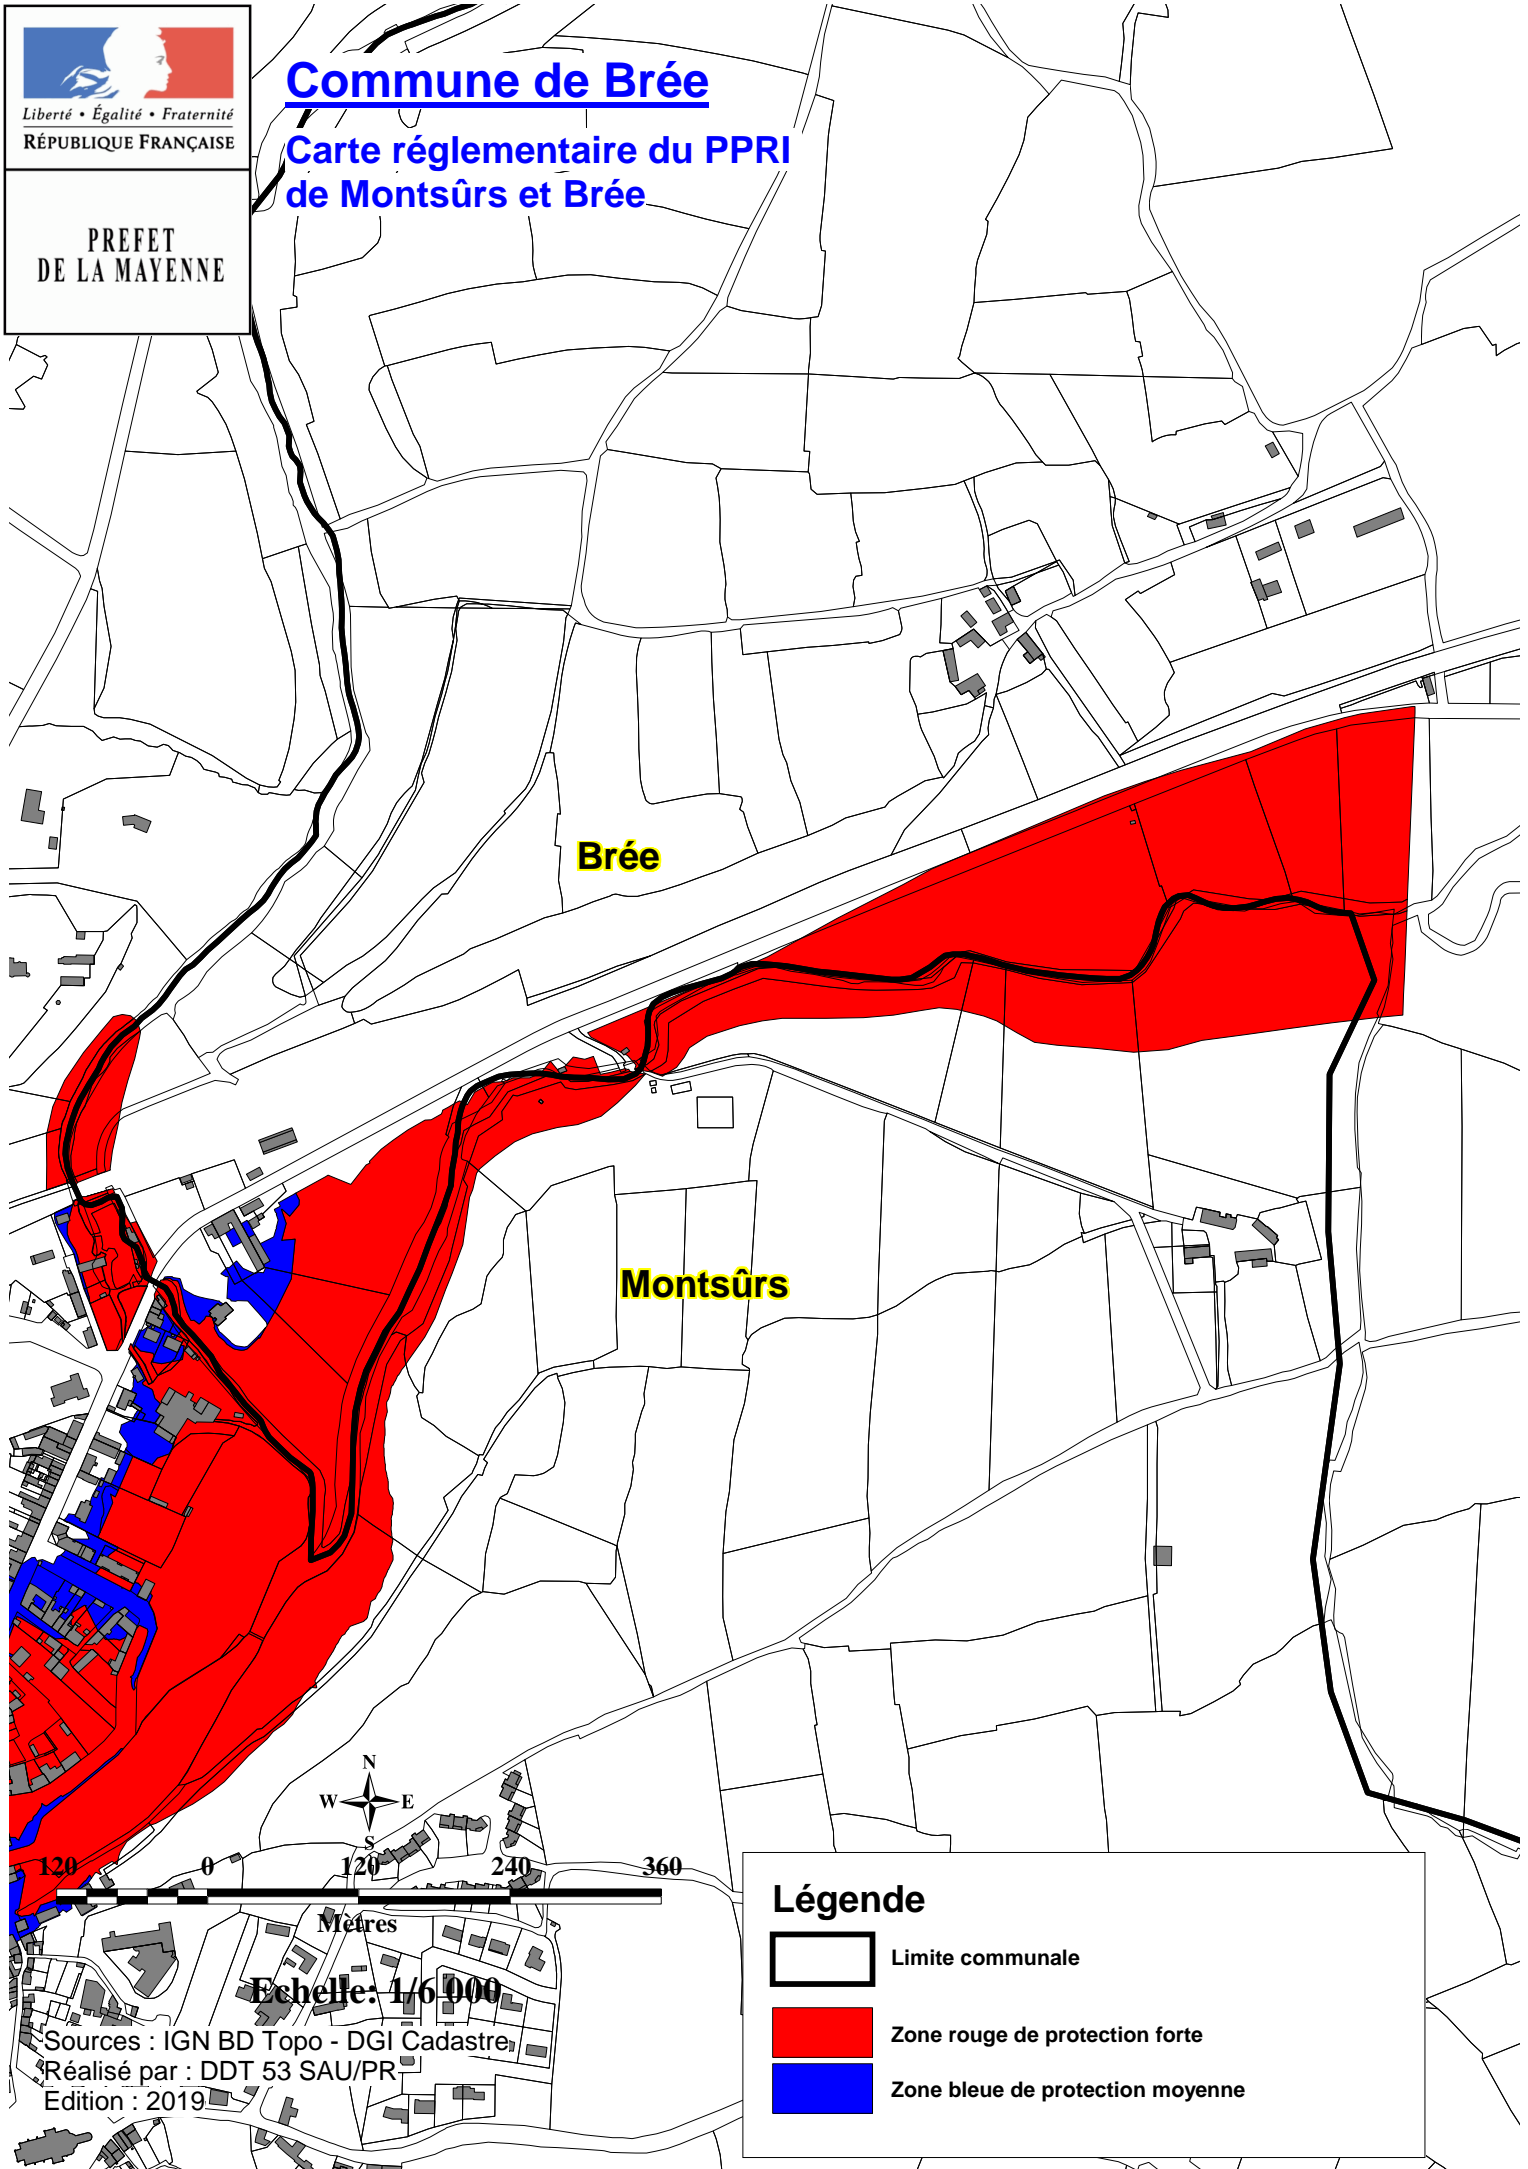 Liberté • Égalité • Fraternité
RÉPUBLIQUE FRANÇAISE
PREFET
DE LA MAYENNE
Commune de Brée
Carte réglementaire du PPRI
de Montsûrs et Brée
Brée
Montsûrs
N
W E
S
120 0 120 240 360
Mètres
Echelle: 1/6 000
Sources : IGN BD Topo - DGI Cadastre
Réalisé par : DDT 53 SAU/PR
Edition : 2019
Légende
Limite communale
Zone rouge de protection forte
Zone bleue de protection moyenne